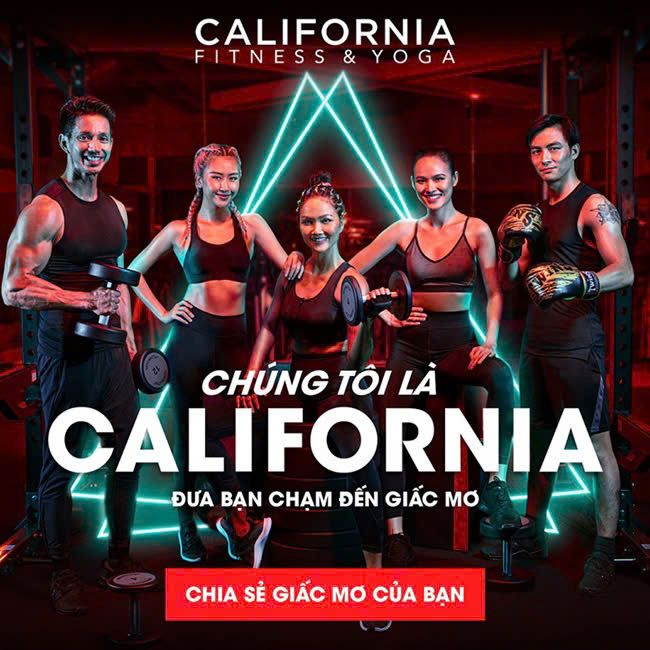 CALIFORNIA
FITNESS & YOGA
CHÚNG TÔI LÀ
CALIFORNIA
ĐƯA BẠN CHẠM ĐẾN GIẤC MƠ
CHIA SẺ GIẤC MƠ CỦA BẠN